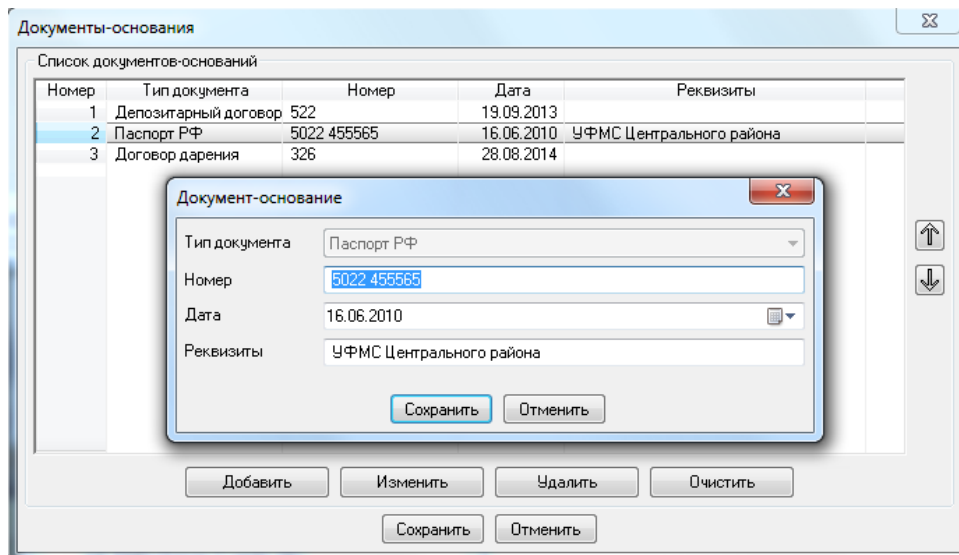 Документы-основания
Список документов-оснований
Номер Тип документа Номер Дата Реквизиты
1 Депозитарный договор 522 19.09.2013
2 Паспорт РФ 5022 455565 16.06.2010 УФМС Центрального района
3 Договор дарения 326 28.08.2014
Документ-основание
Тип документа Паспорт РФ
Номер 5022 455565
Дата 16.06.2010
Реквизиты УФМС Центрального района
Сохранить Отменить
Добавить Изменить Удалить Очистить
Сохранить Отменить